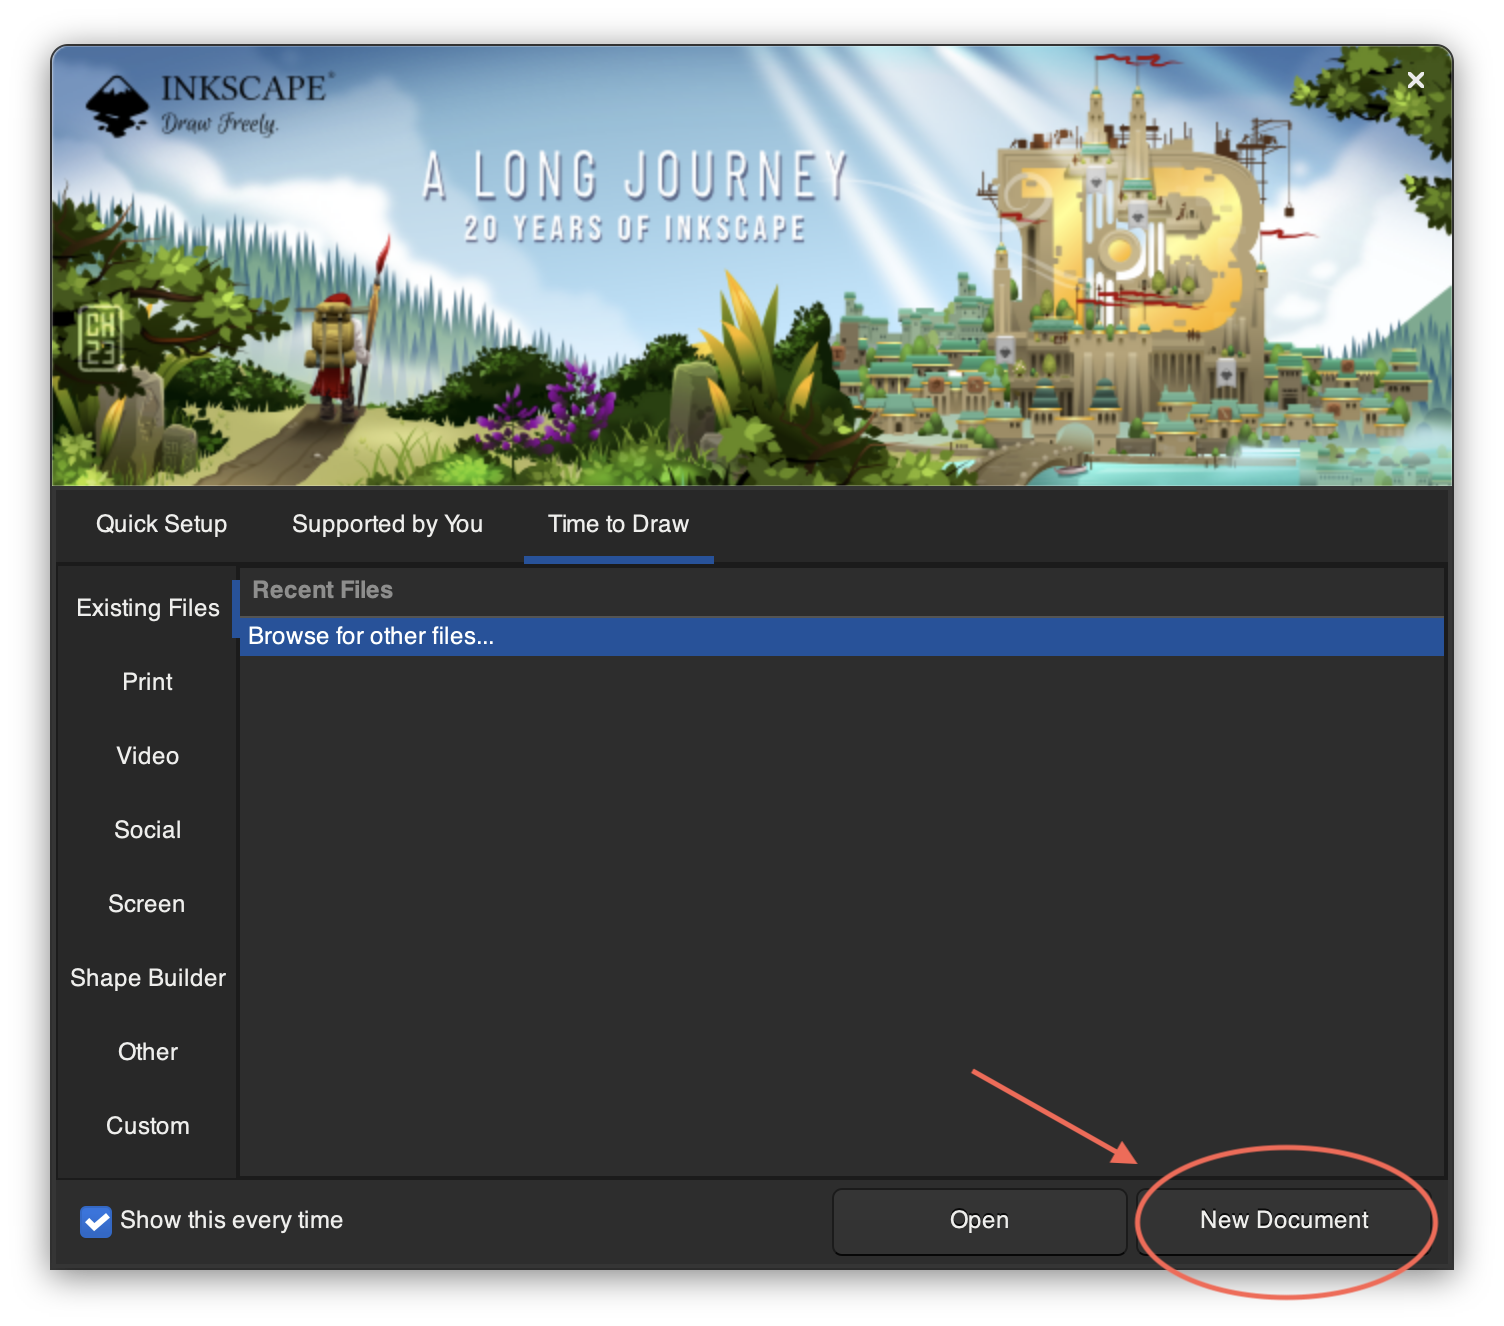 INKSCAPE®
Draw Freely.
A LONG JOURNEY
20 YEARS OF INKSCAPE
CH
23
Quick Setup
Supported by You
Time to Draw
Existing Files
Print
Video
Social
Screen
Shape Builder
Other
Custom
Recent Files
Browse for other files...
Show this every time
Open
New Document